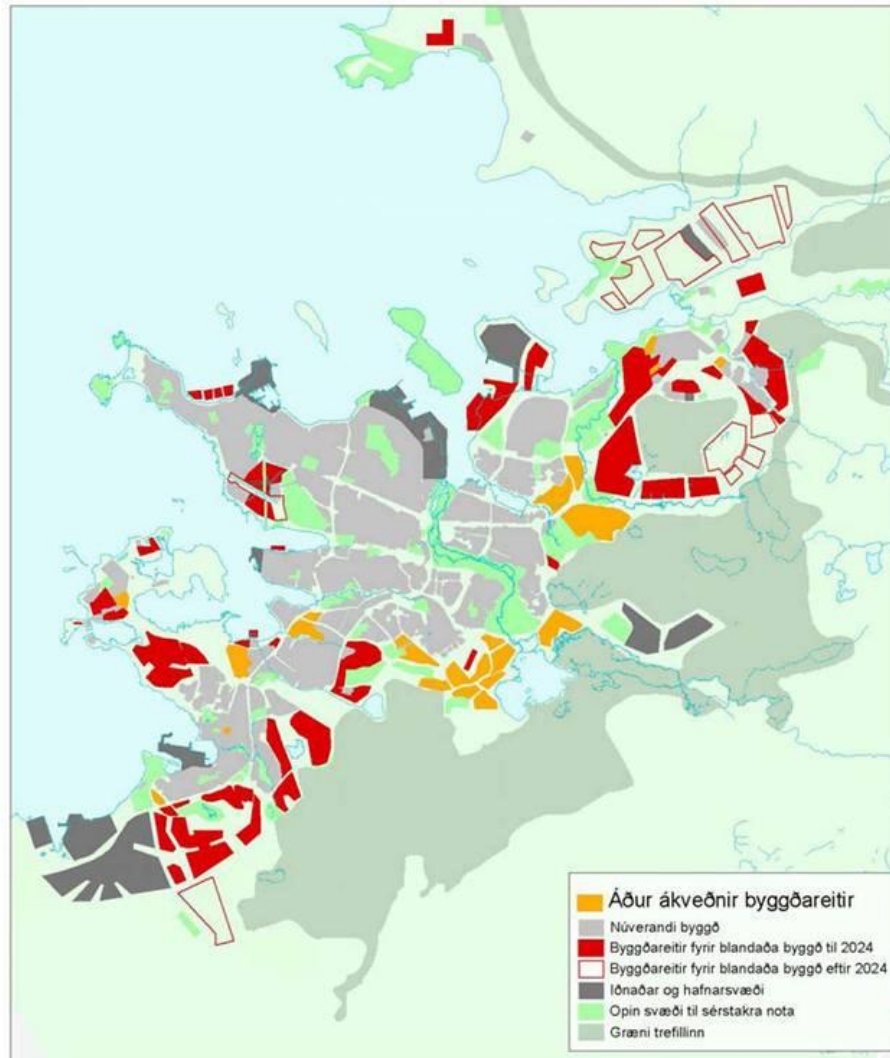 Áður ákveðnir byggðareitir
Núverandi byggð
Byggðareitir fyrir blandaða byggð til 2024
Byggðareitir fyrir blandaða byggð eftir 2024
Iðnaðar og hafnarsvæði
Opin svæði til sérstakra nota
Græni trefillinn